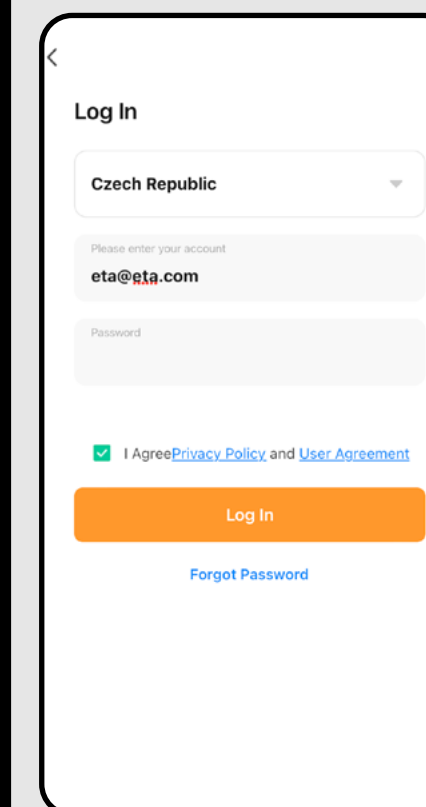 Log In
Czech Republic
Please enter your account
eta@eta.com
Password
I AgreePrivacy Policy and User Agreement
Log In
Forgot Password